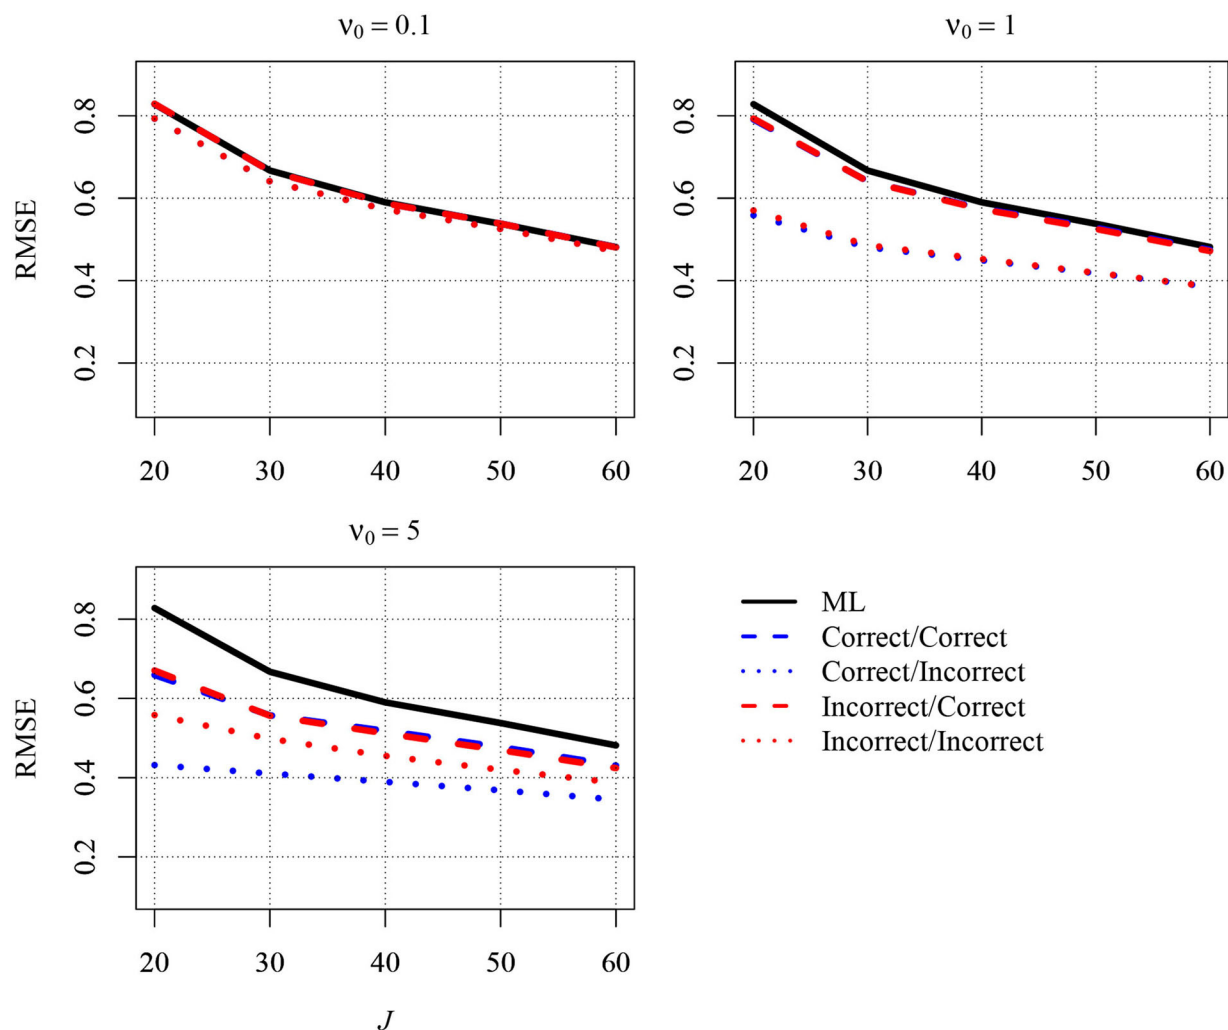 ν₀ = 0.1
RMSE
0.8
0.6
0.4
0.2
20 30 40 50 60
ν₀ = 1
0.8
0.6
0.4
0.2
20 30 40 50 60
ν₀ = 5
RMSE
0.8
0.6
0.4
0.2
20 30 40 50 60
J
ML
Correct/Correct
Correct/Incorrect
Incorrect/Correct
Incorrect/Incorrect